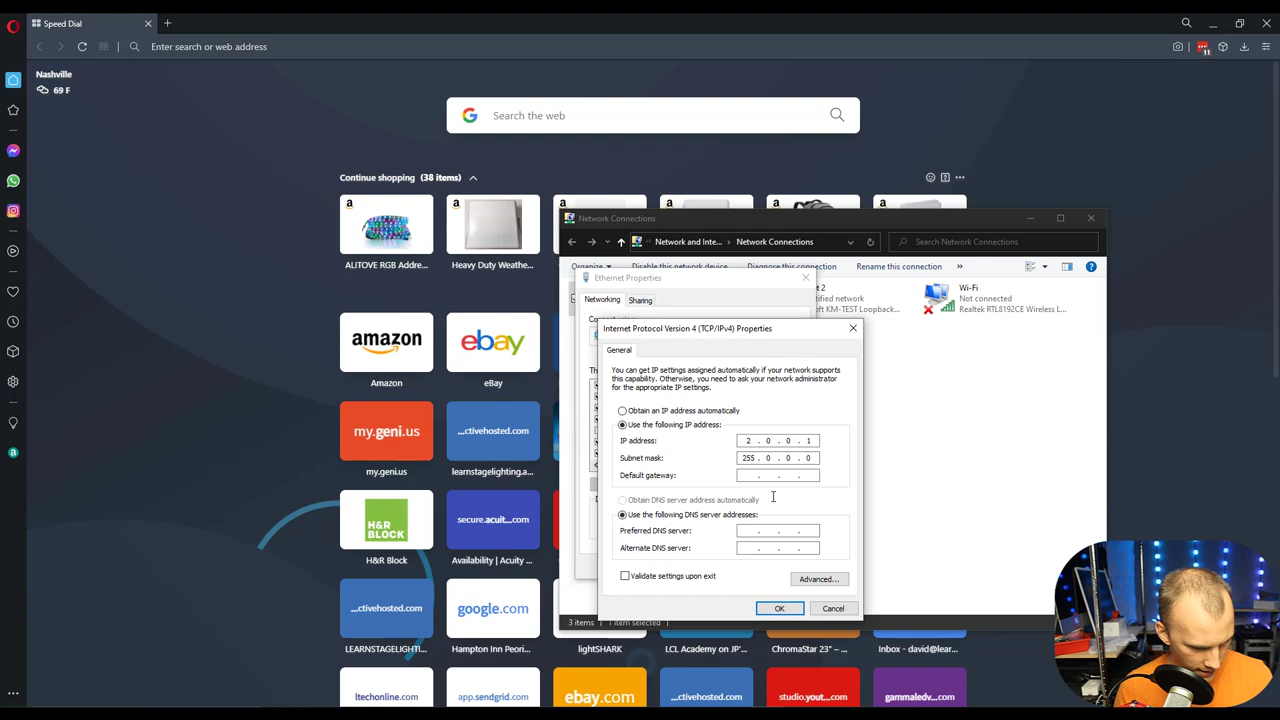 Speed Dial
Enter search or web address
11
Nashville
69 F
Search the web
Continue shopping (38 items)
ALITOVE RGB Addre...
Heavy Duty Weathe...
Network Connections
Network and Inte... Network Connections
Search Network Connections
Organize
Disable this network device
Diagnose this connection
Rename this connection
»
Ethernet Properties
Networking
Sharing
Wi-Fi
Not connected
Realtek RTL8192CE Wireless L...
Internet Protocol Version 4 (TCP/IPv4) Properties
General
You can get IP settings assigned automatically if your network supports
this capability. Otherwise, you need to ask your network administrator
for the appropriate IP settings.
Obtain an IP address automatically
Use the following IP address:
IP address: 2 . 0 . 0 . 1
Subnet mask: 255 . 0 . 0 . 0
Default gateway: . . .
Obtain DNS server address automatically
Use the following DNS server addresses:
Preferred DNS server: . . .
Alternate DNS server: . . .
Validate settings upon exit
Advanced...
OK
Cancel
3 items
1 item selected
amazon
Amazon
ebay
eBay
my.geni.us
my.geni.us
...ctivehosted.com
learnstagelighting.a...
H&R
BLOCK
H&R Block
secure.acuit...
Availability | Acuity ...
...ctivehosted.com
LEARNSTAGELIGHTI...
google.com
Hampton Inn Peori...
lightSHARK
LCL Academy on JP'...
ChromaStar 23" – ...
Inbox - david@lear...
ltechonline.com
app.sendgrid.com
ebay.com
...ctivehosted.com
studio.yout...
gammaledv...